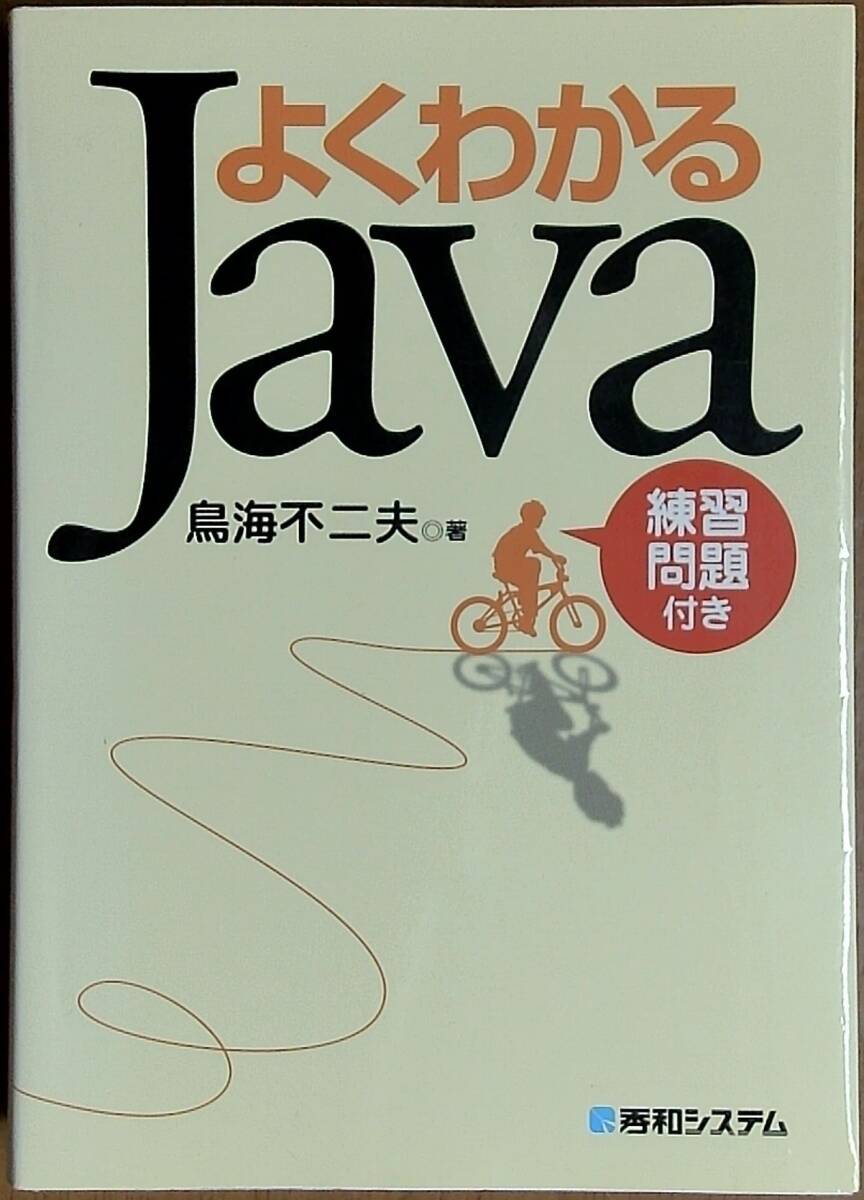 よくわかる
Java
鳥海不二夫◎著
練習
問題
付き
秀和システム